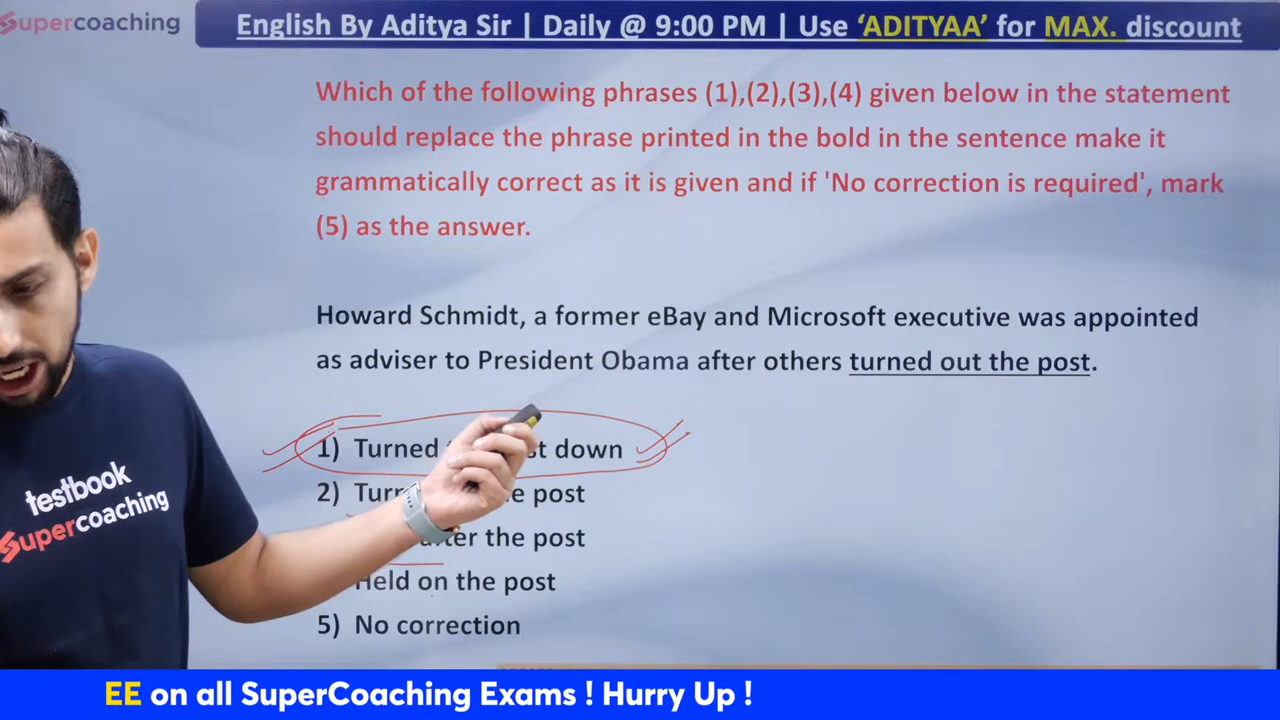 Supercoaching
English By Aditya Sir | Daily @ 9:00 PM | Use ‘ADITYAA’ for MAX. discount
Which of the following phrases (1),(2),(3),(4) given below in the statement
should replace the phrase printed in the bold in the sentence make it
grammatically correct as it is given and if 'No correction is required', mark
(5) as the answer.
Howard Schmidt, a former eBay and Microsoft executive was appointed
as adviser to President Obama after others turned out the post.
1) Turned down
2) post
the post
Held on the post
5) No correction
testbook
Supercoaching
EE on all SuperCoaching Exams ! Hurry Up !